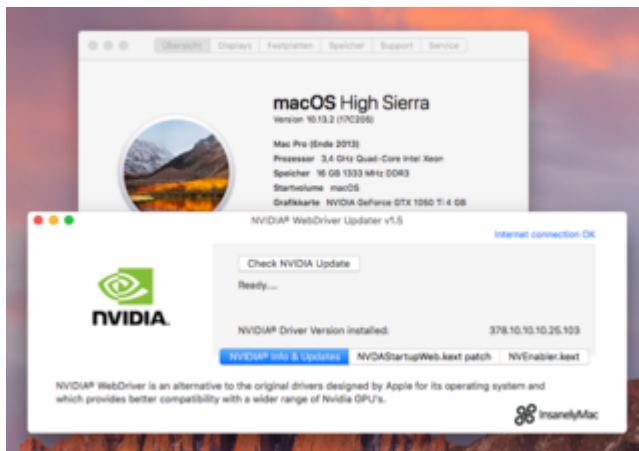 Übersicht Displays Festplatten Speicher Support Service
macOS High Sierra
Version 10.13.2 (17C205)
Mac Pro (Ende 2013)
Prozessor 3,4 GHz Quad-Core Intel Xeon
Speicher 16 GB 1333 MHz DDR3
Startvolume macOS
Grafikkarte NVIDIA GeForce GTX 1050 Ti 4 GB
NVIDIA® WebDriver Updater v1.5
Internet connection OK
Check NVIDIA Update
Ready....
NVIDIA.
NVIDIA® Driver Version installed: 378.10.10.10.25.103
NVIDIA® Info & Updates NVDAStartupWeb.kext patch NVEnabler.kext
NVIDIA® WebDriver is an alternative to the original drivers designed by Apple for its operating system and
which provides better compatibility with a wider range of Nvidia GPU's.
InsanelyMac